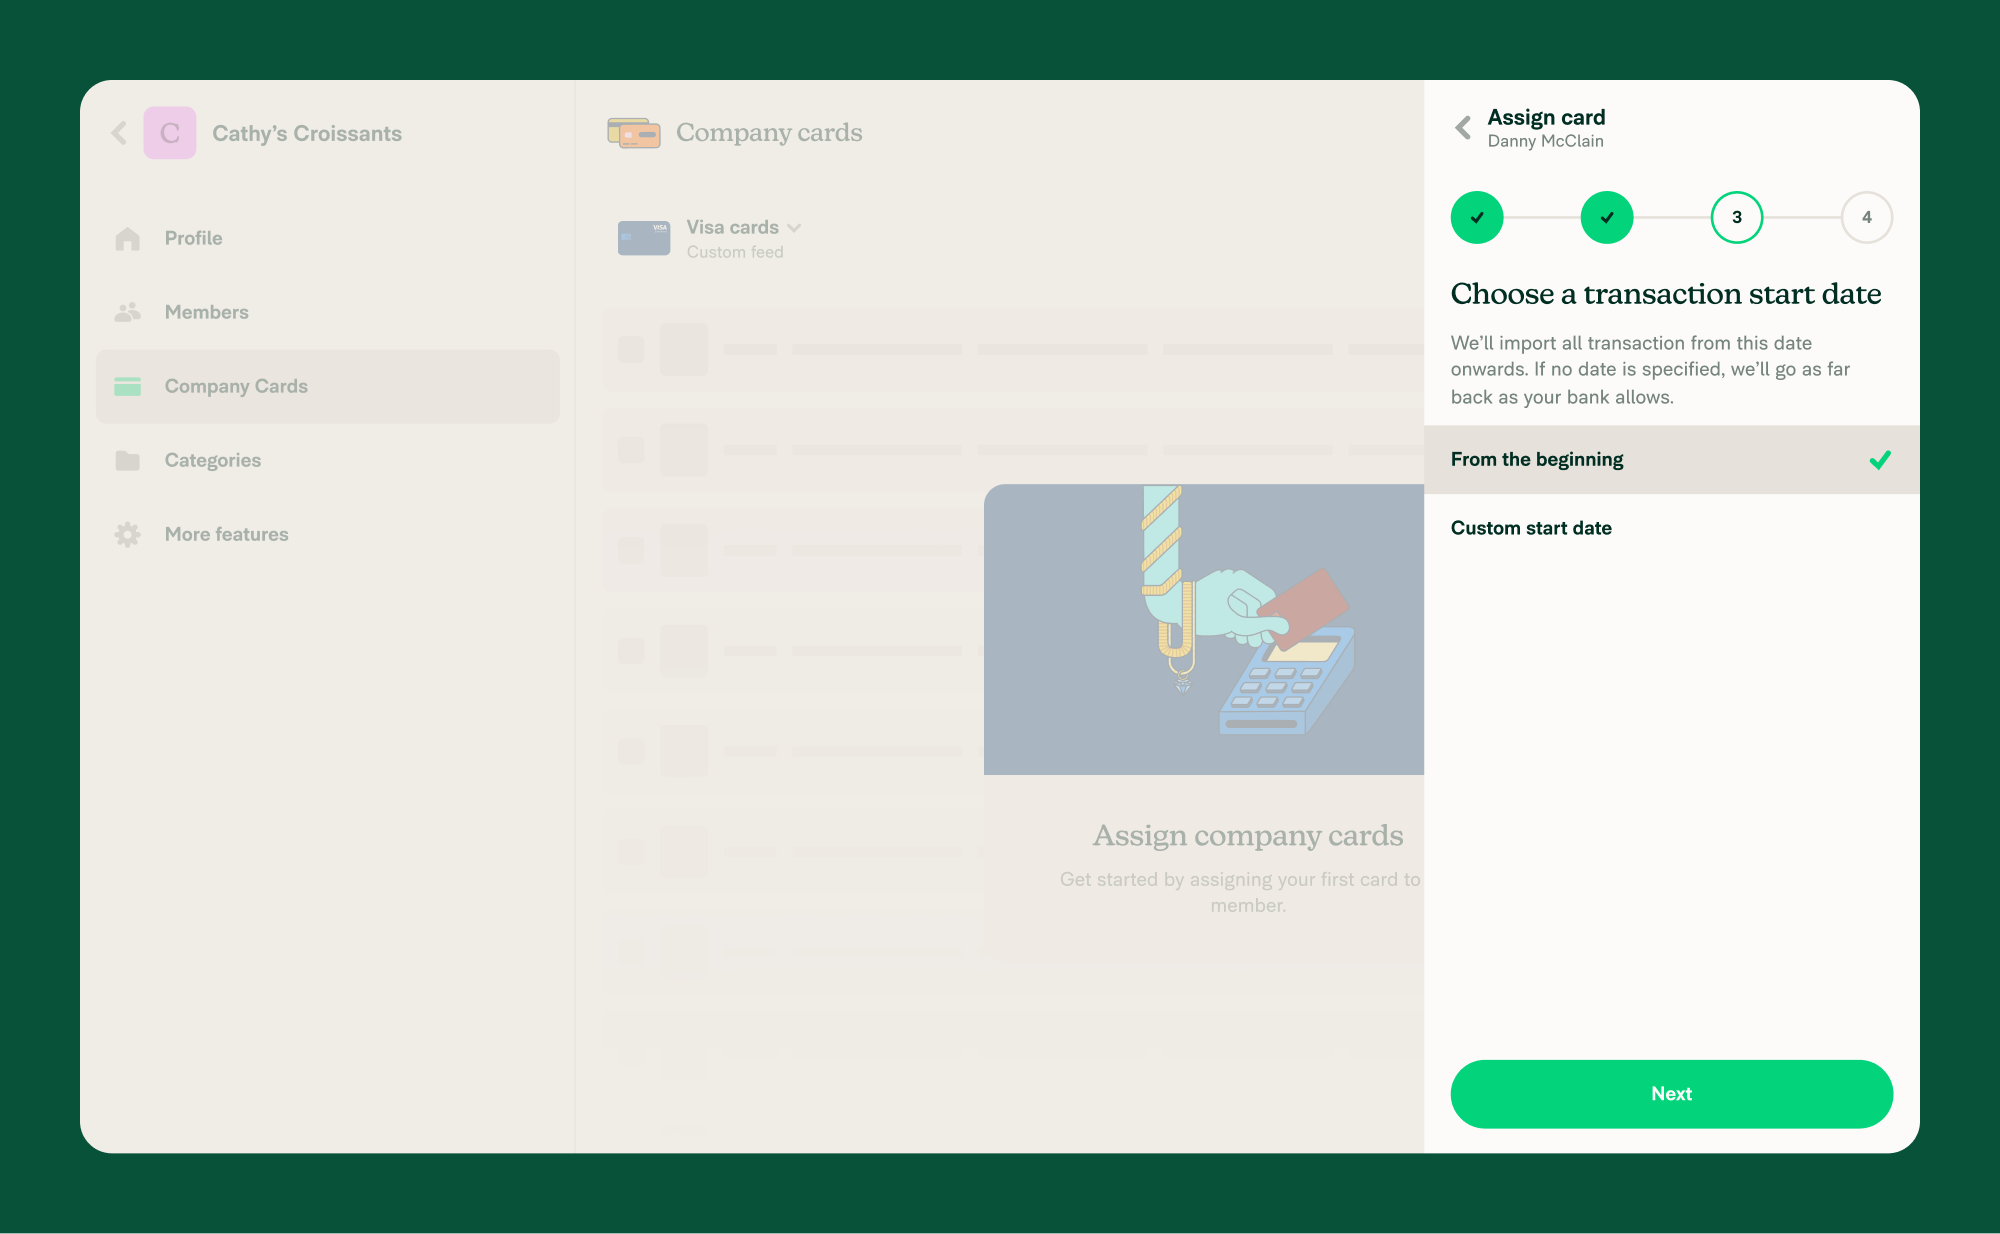 C
Cathy’s Croissants
Profile
Members
Company Cards
Categories
More features
Company cards
VISA
Visa cards
Custom feed
Assign company cards
Get started by assigning your first card to
member.
Assign card
Danny McClain
3
4
Choose a transaction start date
We’ll import all transaction from this date
onwards. If no date is specified, we’ll go as far
back as your bank allows.
From the beginning
Custom start date
Next